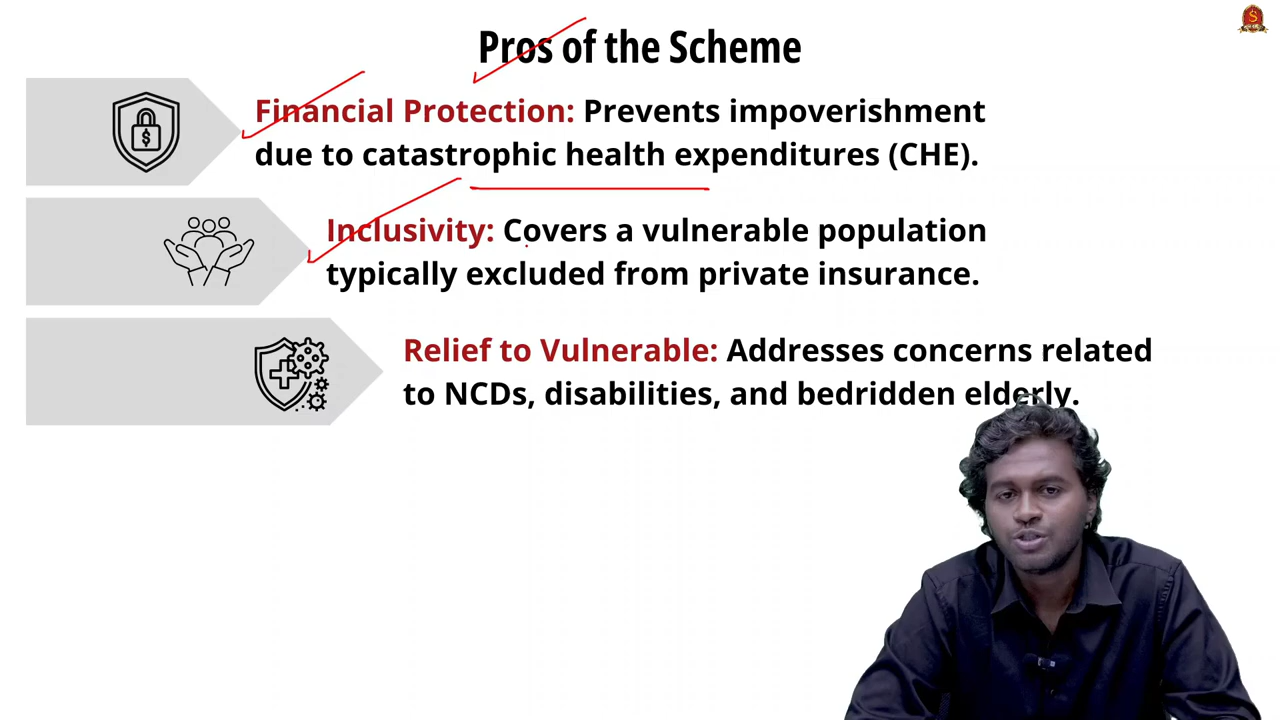 Pros of the Scheme
Financial Protection: Prevents impoverishment
due to catastrophic health expenditures (CHE).
Inclusivity: Covers a vulnerable population
typically excluded from private insurance.
Relief to Vulnerable: Addresses concerns related
to NCDs, disabilities, and bedridden elderly.